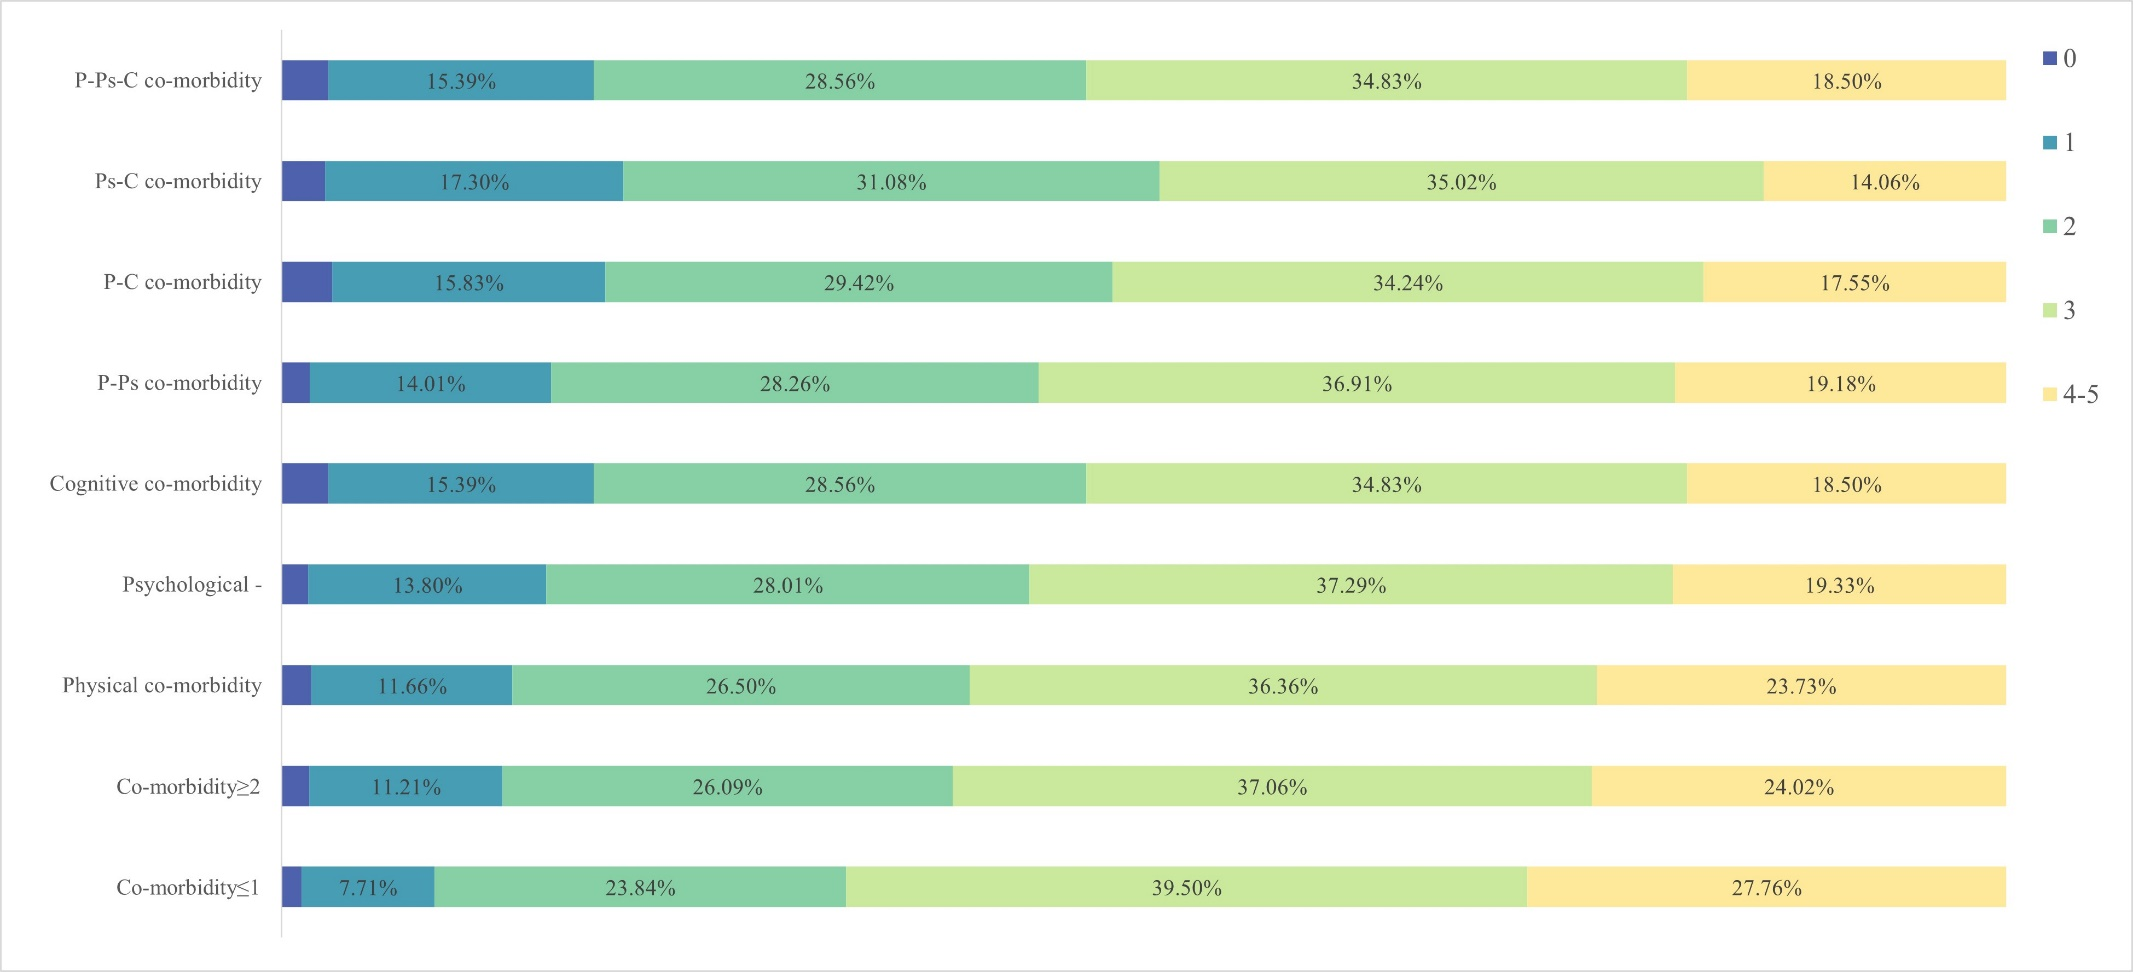 P-Ps-C co-morbidity 15.39% 28.56% 34.83% 18.50%
Ps-C co-morbidity 17.30% 31.08% 35.02% 14.06%
P-C co-morbidity 15.83% 29.42% 34.24% 17.55%
P-Ps co-morbidity 14.01% 28.26% 36.91% 19.18%
Cognitive co-morbidity 15.39% 28.56% 34.83% 18.50%
Psychological - 13.80% 28.01% 37.29% 19.33%
Physical co-morbidity 11.66% 26.50% 36.36% 23.73%
Co-morbidity≥2 11.21% 26.09% 37.06% 24.02%
Co-morbidity≤1 7.71% 23.84% 39.50% 27.76%
0
1
2
3
4-5